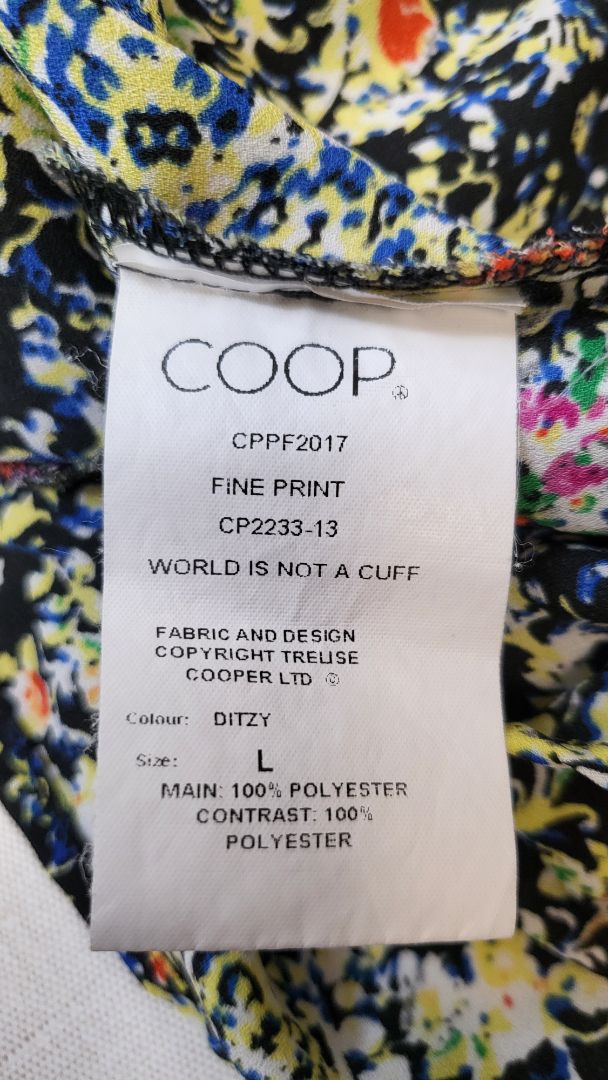 COOP
CPPF2017
FINE PRINT
CP2233-13
WORLD IS NOT A CUFF
FABRIC AND DESIGN
COPYRIGHT TRELISE
COOPER LTD ©
Colour: DITZY
Size: L
MAIN: 100% POLYESTER
CONTRAST: 100%
POLYESTER